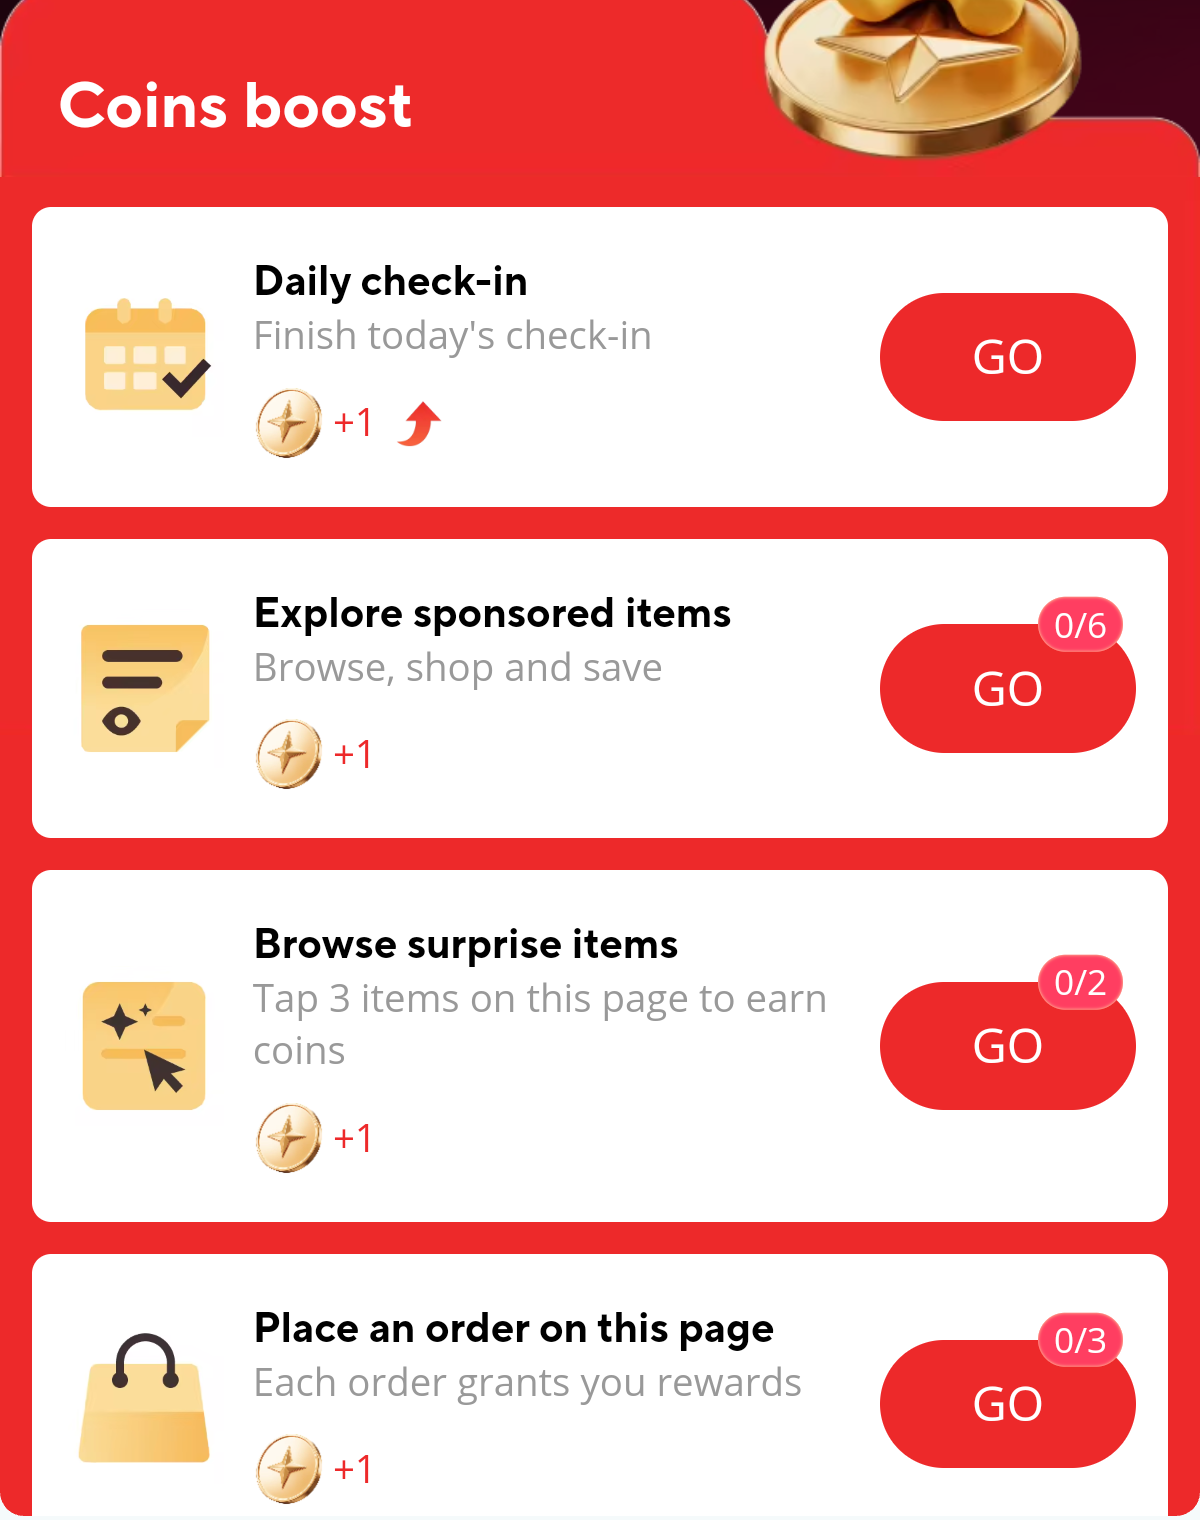 Coins boost
Daily check-in
Finish today's check-in
+1
GO
Explore sponsored items
Browse, shop and save
+1
0/6
GO
Browse surprise items
Tap 3 items on this page to earn
coins
+1
0/2
GO
Place an order on this page
Each order grants you rewards
+1
0/3
GO